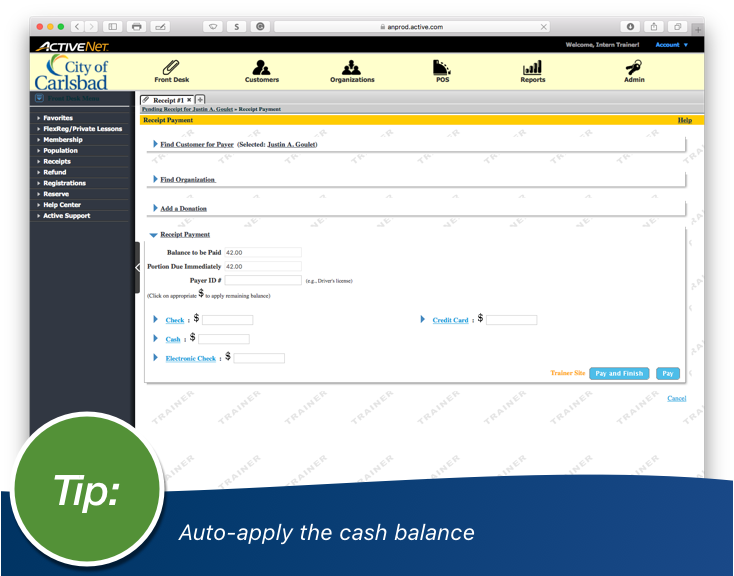 anprod.active.com
ACTIVENet
Welcome, Intern Trainer!
Account
City of
Carlsbad
Front Desk
Customers
Organizations
POS
Reports
Admin
Receipt #1 × +
Pending Receipt for Justin A. Goulet » Receipt Payment
Receipt Payment
Help
Favorites
FlexReg/Private Lessons
Membership
Population
Receipts
Refund
Registrations
Reserve
Help Center
Active Support
Find Customer for Payer (Selected: Justin A. Goulet)
Find Organization
Add a Donation
Receipt Payment
Balance to be Paid 42.00
Portion Due Immediately 42.00
Payer ID # (e.g., Driver's license)
(Click on appropriate $ to apply remaining balance)
Check : $
Credit Card : $
Cash : $
Electronic Check : $
Trainer Site Pay and Finish Pay
Cancel
TRAINER
Tip:
Auto-apply the cash balance